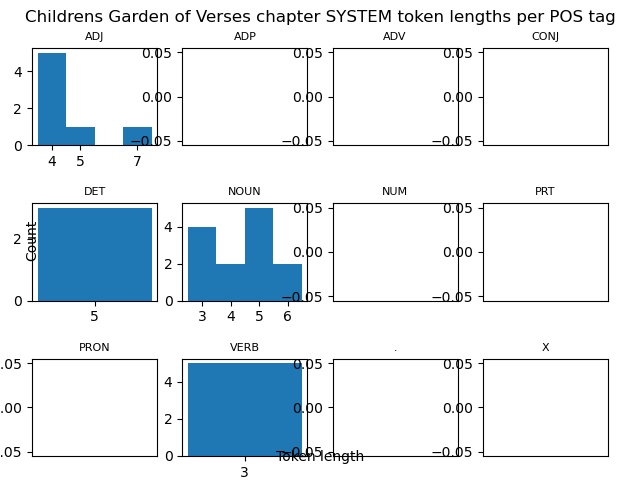 Childrens Garden of Verses chapter SYSTEM token lengths per POS tag
ADJ ADP ADV CONJ
4 0.05 0.05 0.05
2 0.00 0.00 0.00
0 −0.05 −0.05 −0.05
4 5 7
DET NOUN NUM PRT
4 0.05 0.05
2 2 0.00 0.00
0 0 −0.05 −0.05
5 3 4 5 6
Count
PRON VERB . X
.05 4 0.05 0.05
.00 2 0.00 0.00
.05 0 −0.05 −0.05
3
Token length